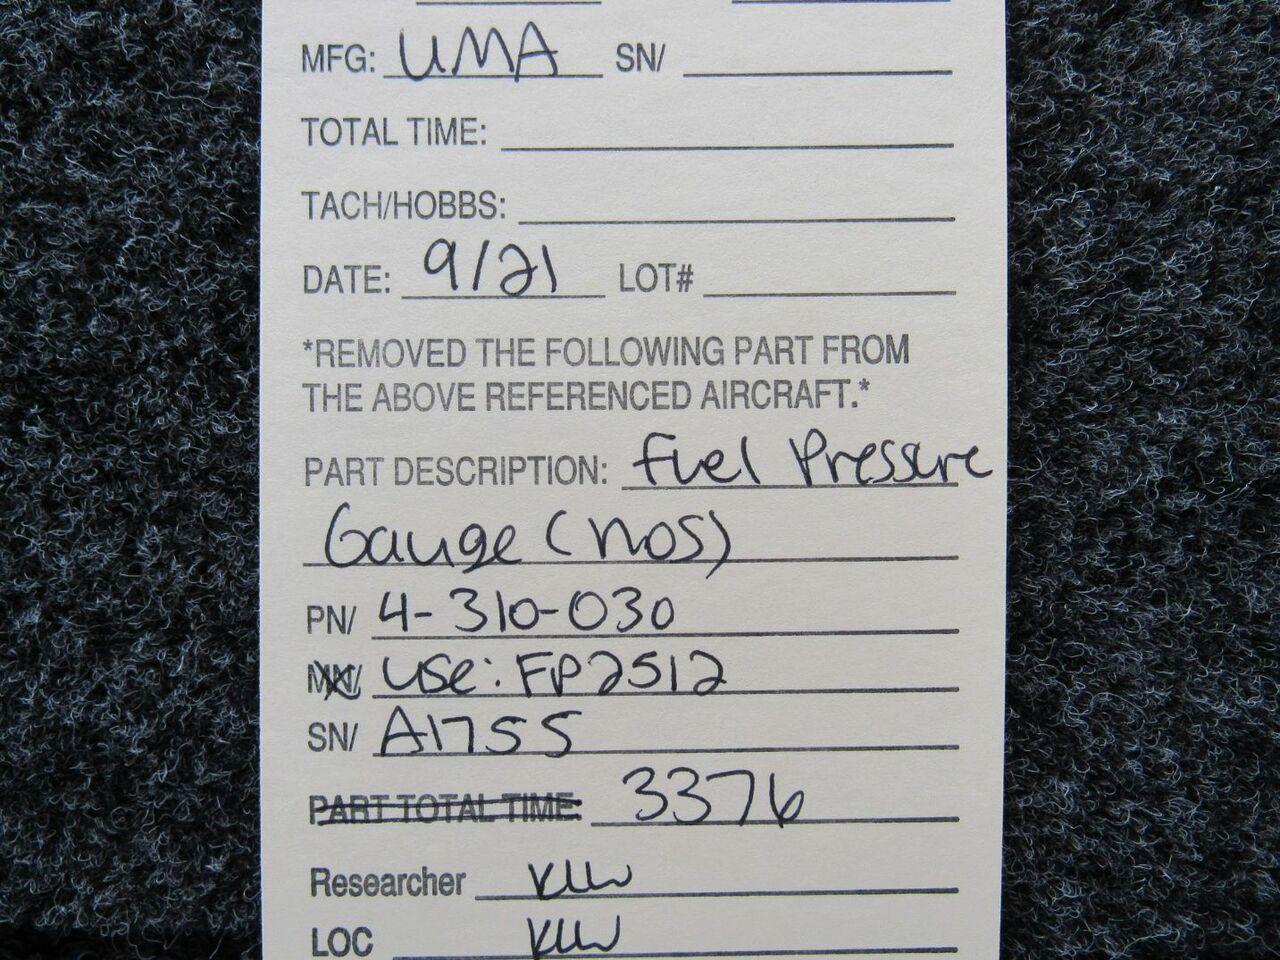 MFG: UMA SN/
TOTAL TIME:
TACH/HOBBS:
DATE: 9/21 LOT#
*REMOVED THE FOLLOWING PART FROM
THE ABOVE REFERENCED AIRCRAFT.*
PART DESCRIPTION: Fuel Pressure
Gauge (NOS)
PN/ 4-310-030
MN/ USE: FP2512
SN/ A1755
PART TOTAL TIME: 3376
Researcher KLW
LOC KLW